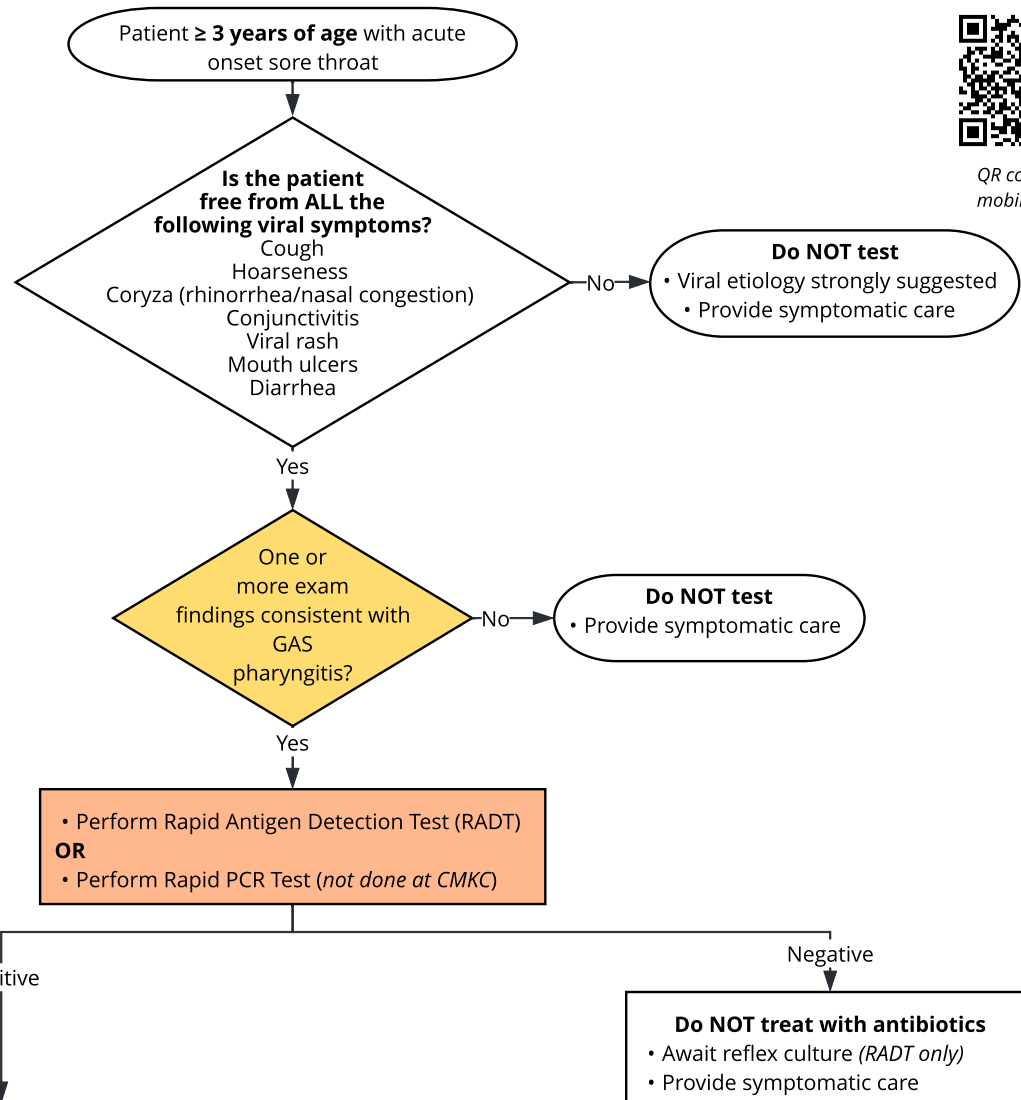 Patient ≥ 3 years of age with acute
onset sore throat
QR
Is the patient
free from ALL the
following viral symptoms?
Cough
Hoarseness
Coryza (rhinorrhea/nasal congestion)
Conjunctivitis
Viral rash
Mouth ulcers
Diarrhea
No
Do NOT test
• Viral etiology strongly suggested
• Provide symptomatic care
Yes
One or
more exam
findings consistent with
GAS
pharyngitis?
No
Do NOT test
• Provide symptomatic care
Yes
• Perform Rapid Antigen Detection Test (RADT)
OR
• Perform Rapid PCR Test (not done at CMKC)
Negative
Do NOT treat with antibiotics
• Await reflex culture (RADT only)
• Provide symptomatic care